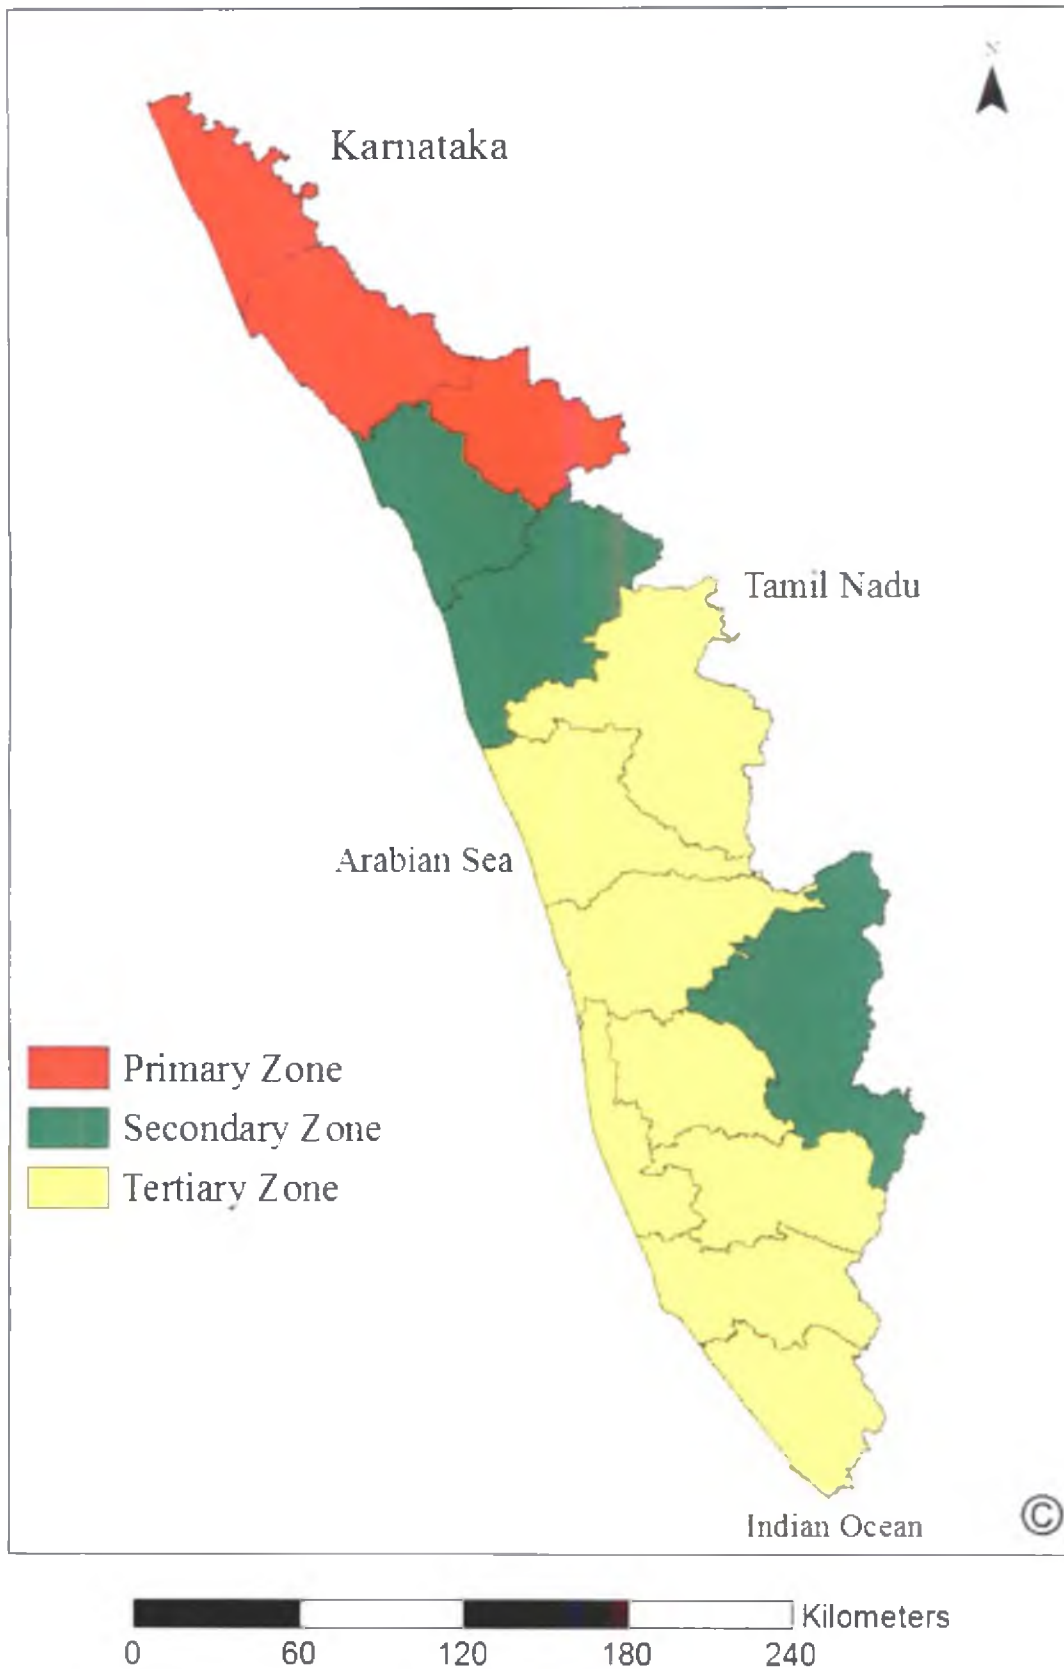 N
Karnataka
Tamil Nadu
Arabian Sea
Primary Zone
Secondary Zone
Tertiary Zone
Indian Ocean
©
Kilometers
0 60 120 180 240